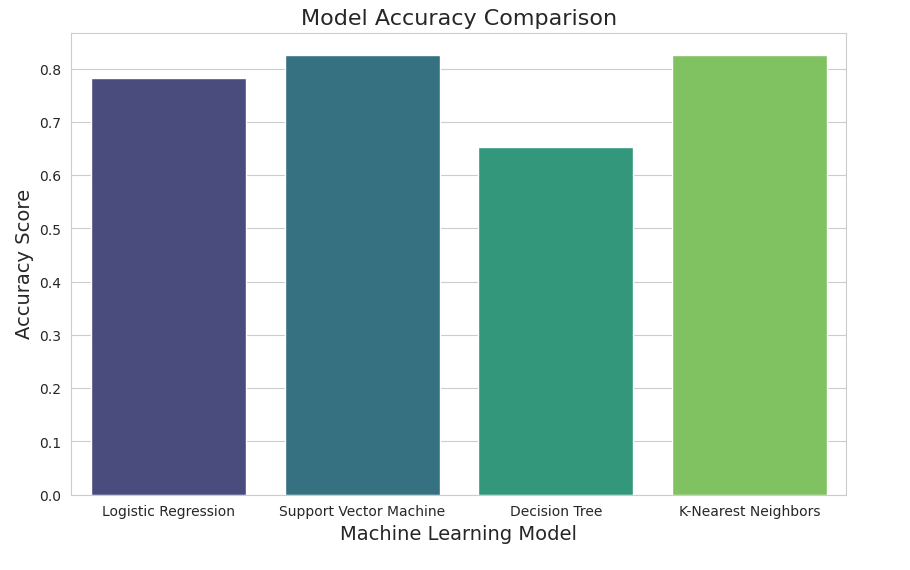 Model Accuracy Comparison
Accuracy Score
0.8
0.7
0.6
0.5
0.4
0.3
0.2
0.1
0.0
Logistic Regression Support Vector Machine Decision Tree K-Nearest Neighbors
Machine Learning Model